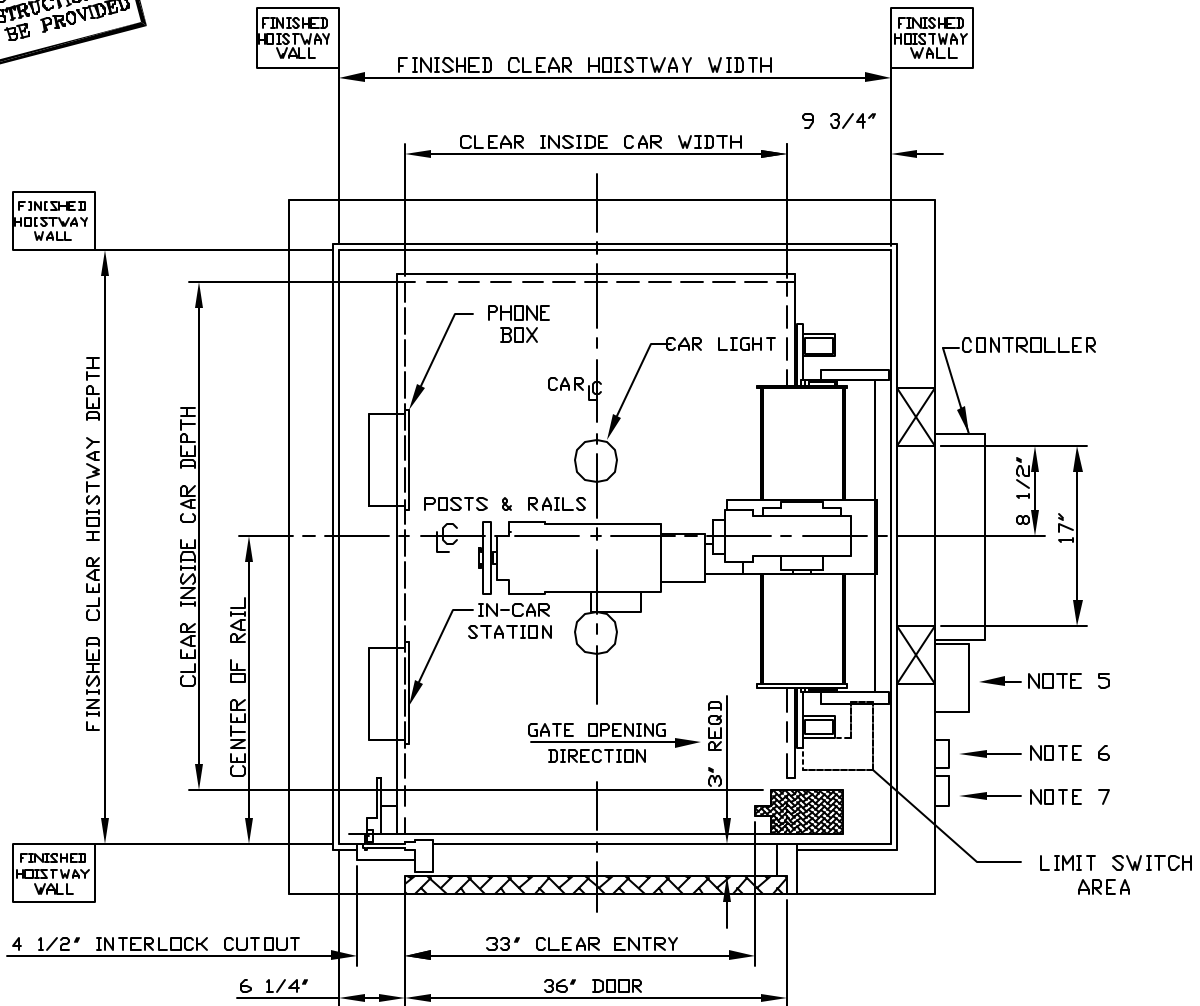 BE PROVIDED
FINISHED
HOISTWAY
WALL
FINISHED
HOISTWAY
WALL
FINISHED CLEAR HOISTWAY WIDTH
9 3/4"
CLEAR INSIDE CAR WIDTH
FINISHED
HOISTWAY
WALL
PHONE
BOX
CAR LIGHT
CONTROLLER
CAR CL
FINISHED CLEAR HOISTWAY DEPTH
CLEAR INSIDE CAR DEPTH
CENTER OF RAIL
POSTS & RAILS
CL
8 1/2"
17"
IN-CAR
STATION
NOTE 5
GATE OPENING
DIRECTION
3" REQD
NOTE 6
NOTE 7
FINISHED
HOISTWAY
WALL
LIMIT SWITCH
AREA
4 1/2" INTERLOCK CUTOUT
33" CLEAR ENTRY
6 1/4"
36" DOOR